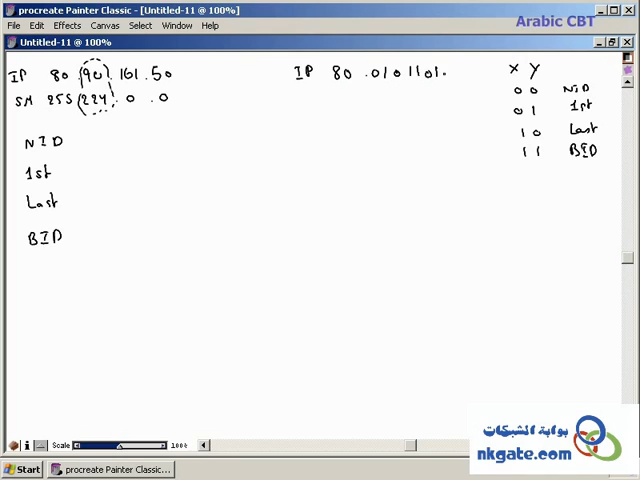 procreate Painter Classic - [Untitled-11 @ 100%]
Arabic CBT
File Edit Effects Canvas Select Window Help
Untitled-11 @ 100%
IP 80 .90. 161 .50
SM 255 224 .0 .0
NID
1st
Last
BID
IP 80 .0101101.
X Y
0 0 NID
0 1 1st
1 0 Last
1 1 BID
Scale 100%
Start procreate Painter Classic...
بوابة الشبكات
nkgate.com